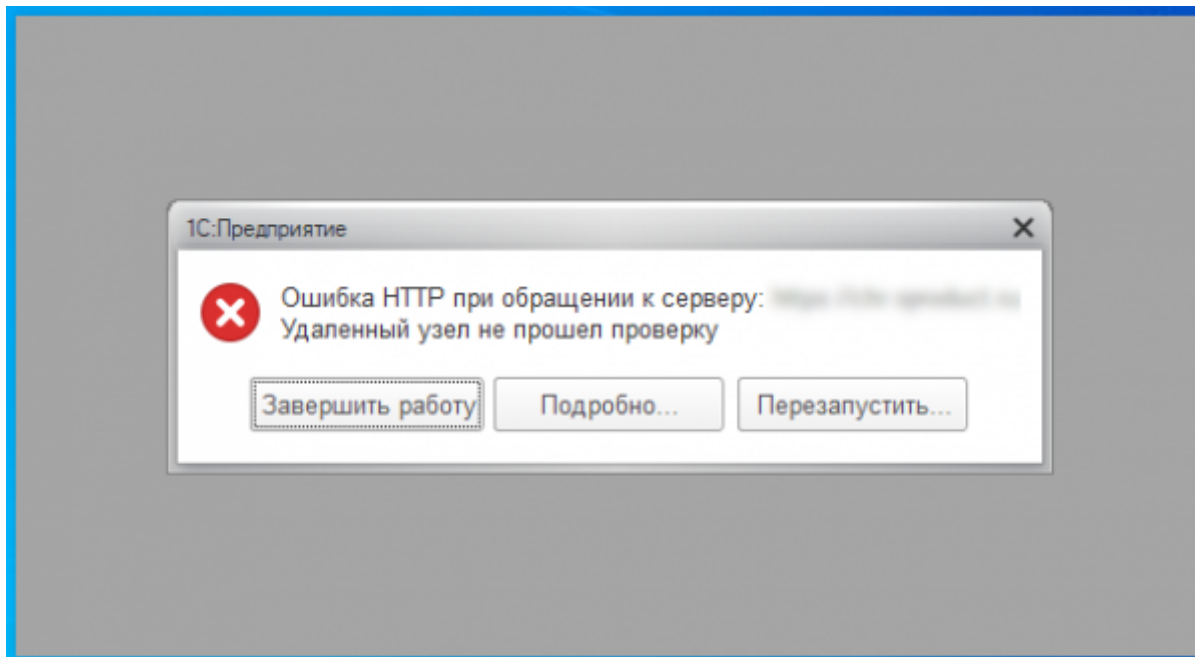 1С:Предприятие
Ошибка HTTP при обращении к серверу:
Удаленный узел не прошел проверку
Завершить работу
Подробно...
Перезапустить...